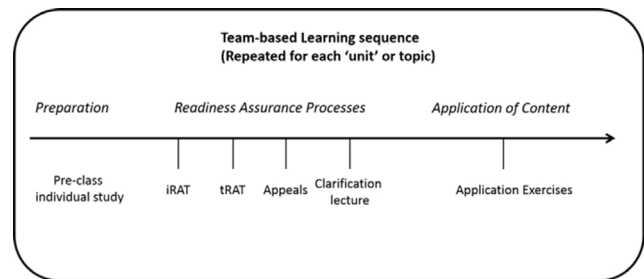 Team-based Learning sequence
(Repeated for each ‘unit’ or topic)
Preparation
Readiness Assurance Processes
Application of Content
Pre-class
individual study
iRAT
tRAT
Appeals
Clarification
lecture
Application Exercises